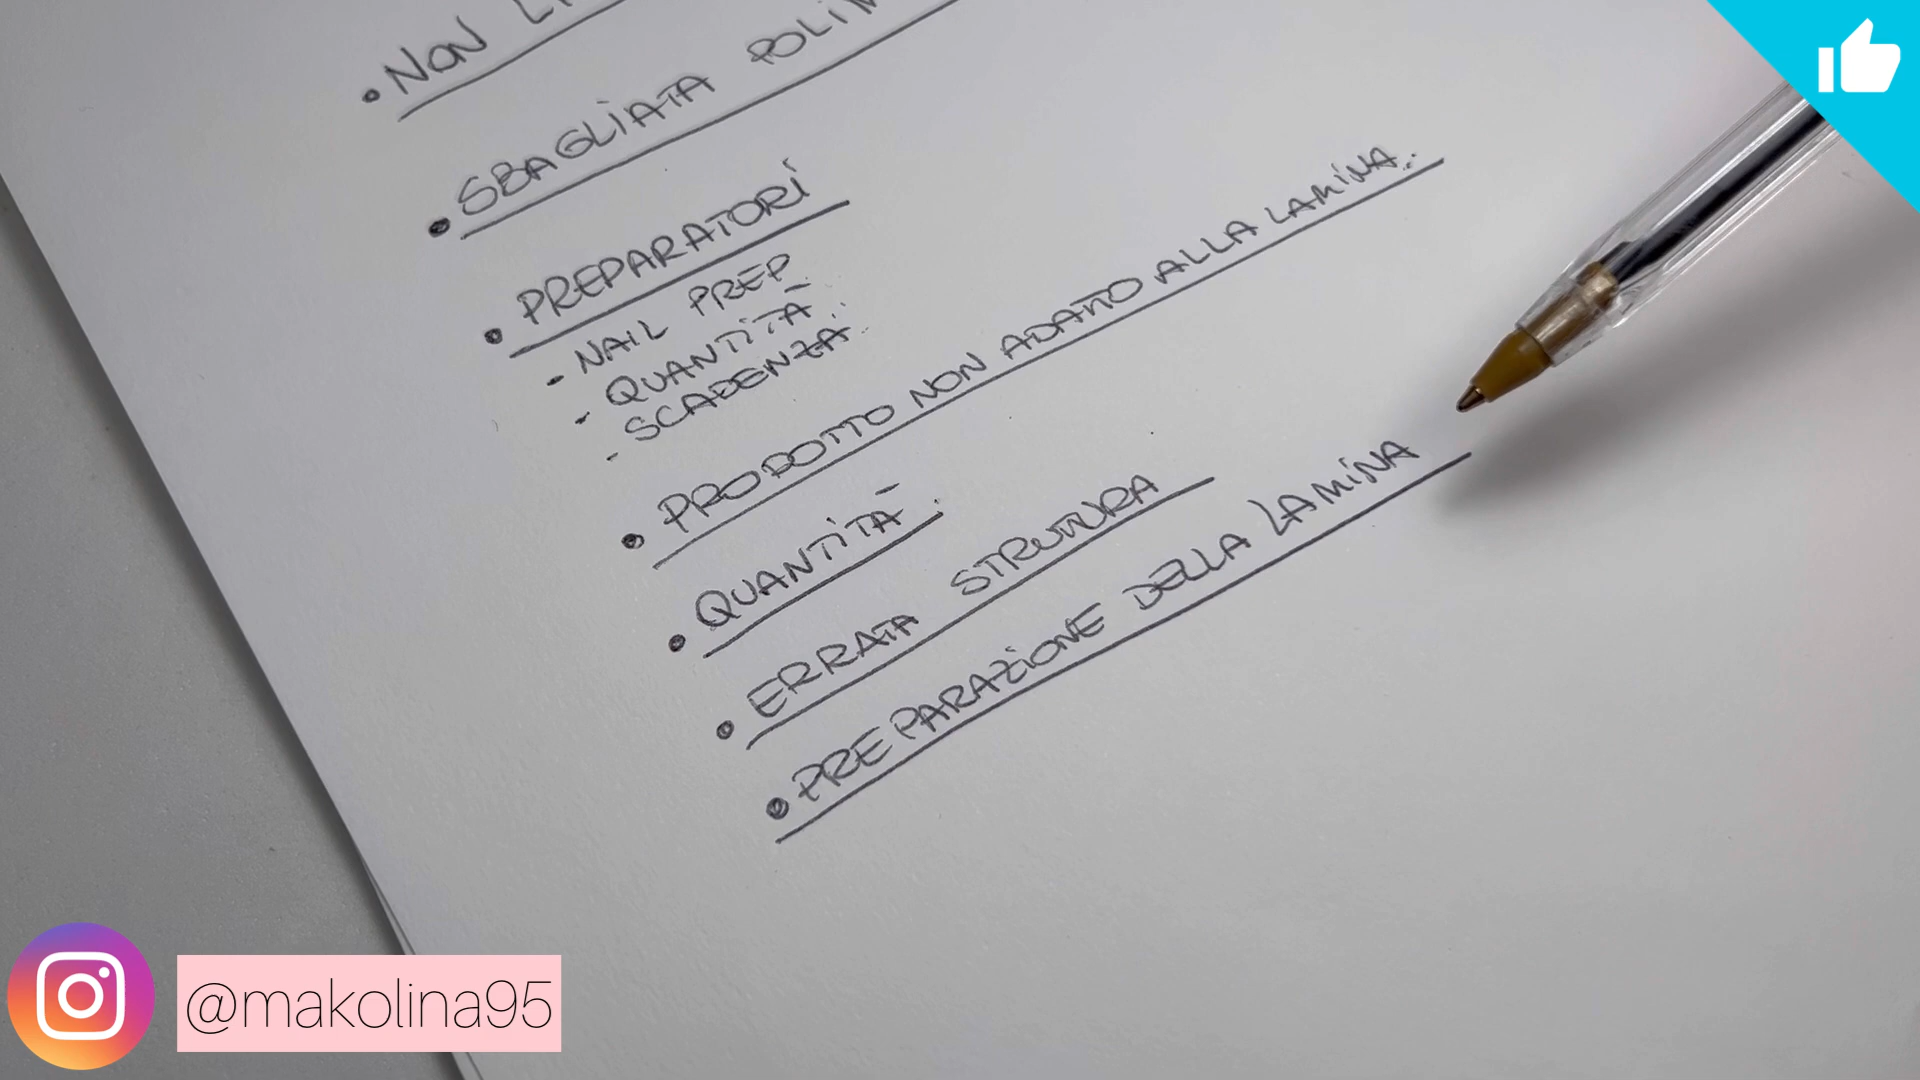 • NON
• SBAGLIATA
• PREPARATORI
- NAIL PREP
- QUANTITÀ
- SCADENZA
• PRODOTTO NON ADATTO ALLA LAMINA
• QUANTITÀ
• ERRATA STRUTTURA
• PREPARAZIONE DELLA LAMINA
@makolina95